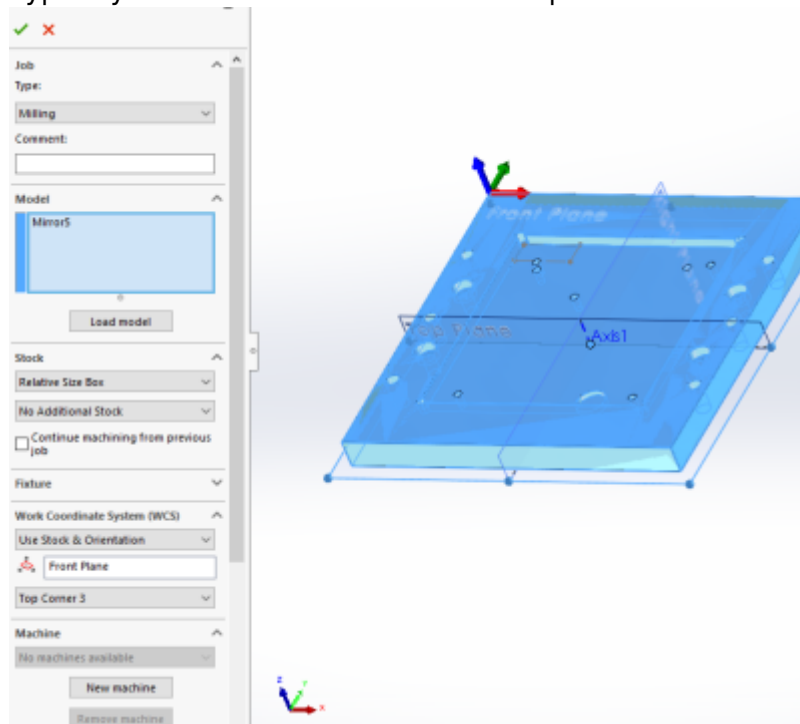 Job
Type:
Milling
Comment:
Model
Mirror5
Load model
Stock
Relative Size Box
No Additional Stock
Continue machining from previous
job
Fixture
Work Coordinate System (WCS)
Use Stock & Orientation
Front Plane
Top Corner 3
Machine
No machines available
New machine
Remove machine
Front Plane
Top Plane
Axis1
Z
Y
X